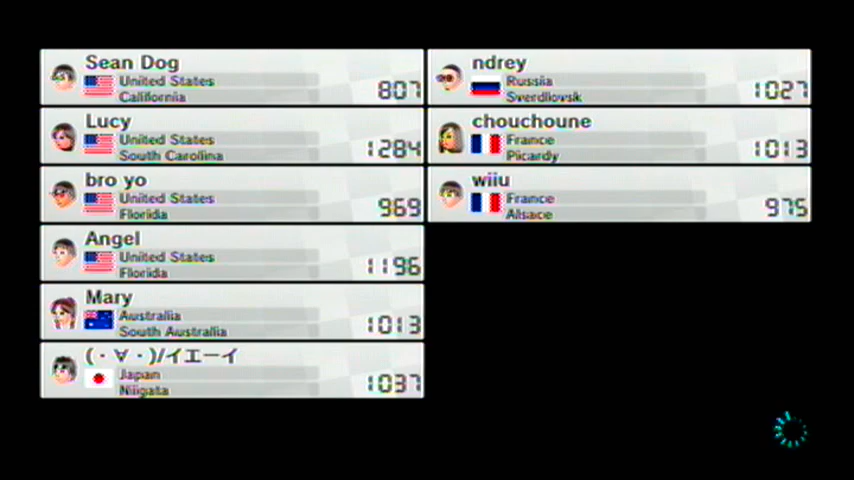 Sean Dog
United States
California
807
Lucy
United States
South Carolina
1284
bro yo
United States
Florida
969
Angel
United States
Florida
1196
Mary
Australia
South Australia
1013
(・∀・)/イエーイ
Japan
Niigata
1037
ndrey
Russia
Sverdlovsk
1027
chouchoune
France
Picardy
1013
wiiu
France
Alsace
975